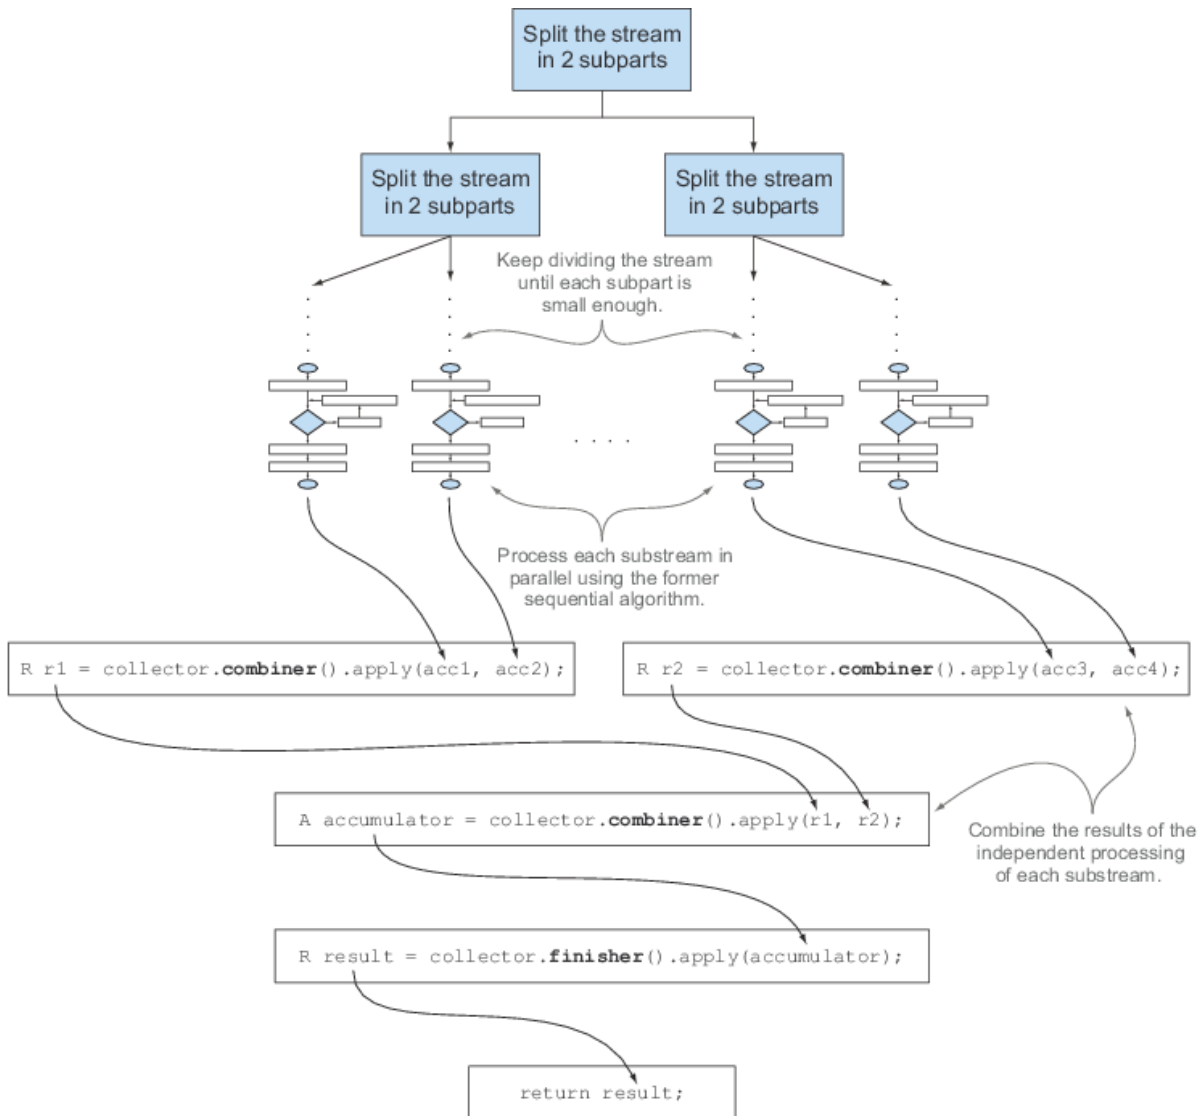 Split the stream
in 2 subparts
Split the stream
in 2 subparts
Split the stream
in 2 subparts
Keep dividing the stream
until each subpart is
small enough.
Process each substream in
parallel using the former
sequential algorithm.
R r1 = collector.combiner().apply(acc1, acc2);
R r2 = collector.combiner().apply(acc3, acc4);
A accumulator = collector.combiner().apply(r1, r2);
Combine the results of the
independent processing
of each substream.
R result = collector.finisher().apply(accumulator);
return result;